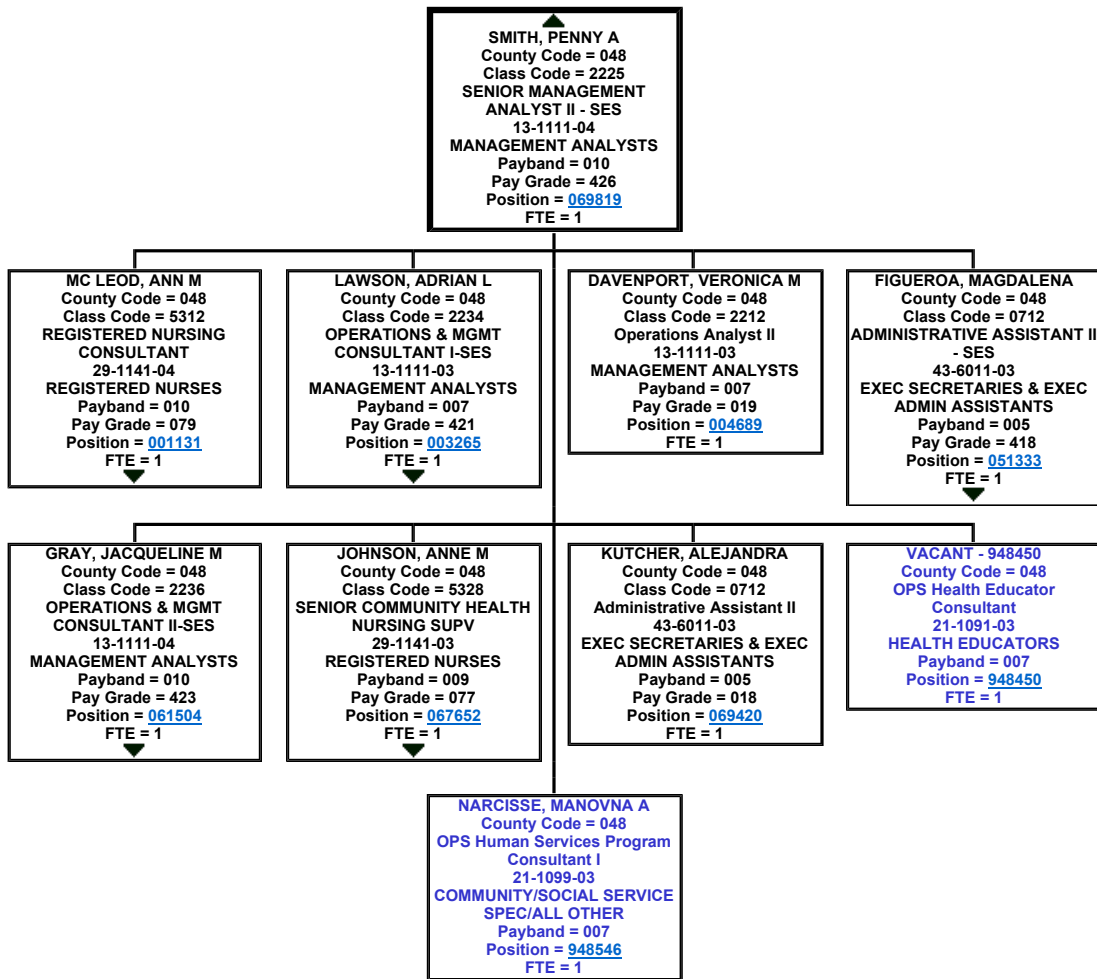 SMITH, PENNY A
County Code = 048
Class Code = 2225
SENIOR MANAGEMENT
ANALYST II - SES
13-1111-04
MANAGEMENT ANALYSTS
Payband = 010
Pay Grade = 426
Position = 069819
FTE = 1
MC LEOD, ANN M
County Code = 048
Class Code = 5312
REGISTERED NURSING
CONSULTANT
29-1141-04
REGISTERED NURSES
Payband = 010
Pay Grade = 079
Position = 001131
FTE = 1
LAWSON, ADRIAN L
County Code = 048
Class Code = 2234
OPERATIONS & MGMT
CONSULTANT I-SES
13-1111-03
MANAGEMENT ANALYSTS
Payband = 007
Pay Grade = 421
Position = 003265
FTE = 1
DAVENPORT, VERONICA M
County Code = 048
Class Code = 2212
Operations Analyst II
13-1111-03
MANAGEMENT ANALYSTS
Payband = 007
Pay Grade = 019
Position = 004689
FTE = 1
FIGUEROA, MAGDALENA
County Code = 048
Class Code = 0712
ADMINISTRATIVE ASSISTANT II
- SES
43-6011-03
EXEC SECRETARIES & EXEC
ADMIN ASSISTANTS
Payband = 005
Pay Grade = 418
Position = 051333
FTE = 1
GRAY, JACQUELINE M
County Code = 048
Class Code = 2236
OPERATIONS & MGMT
CONSULTANT II-SES
13-1111-04
MANAGEMENT ANALYSTS
Payband = 010
Pay Grade = 423
Position = 061504
FTE = 1
JOHNSON, ANNE M
County Code = 048
Class Code = 5328
SENIOR COMMUNITY HEALTH
NURSING SUPV
29-1141-03
REGISTERED NURSES
Payband = 009
Pay Grade = 077
Position = 067652
FTE = 1
KUTCHER, ALEJANDRA
County Code = 048
Class Code = 0712
Administrative Assistant II
43-6011-03
EXEC SECRETARIES & EXEC
ADMIN ASSISTANTS
Payband = 005
Pay Grade = 018
Position = 069420
FTE = 1
VACANT - 948450
County Code = 048
OPS Health Educator
Consultant
21-1091-03
HEALTH EDUCATORS
Payband = 007
Position = 948450
FTE = 1
NARCISSE, MANOVNA A
County Code = 048
OPS Human Services Program
Consultant I
21-1099-03
COMMUNITY/SOCIAL SERVICE
SPEC/ALL OTHER
Payband = 007
Position = 948546
FTE = 1